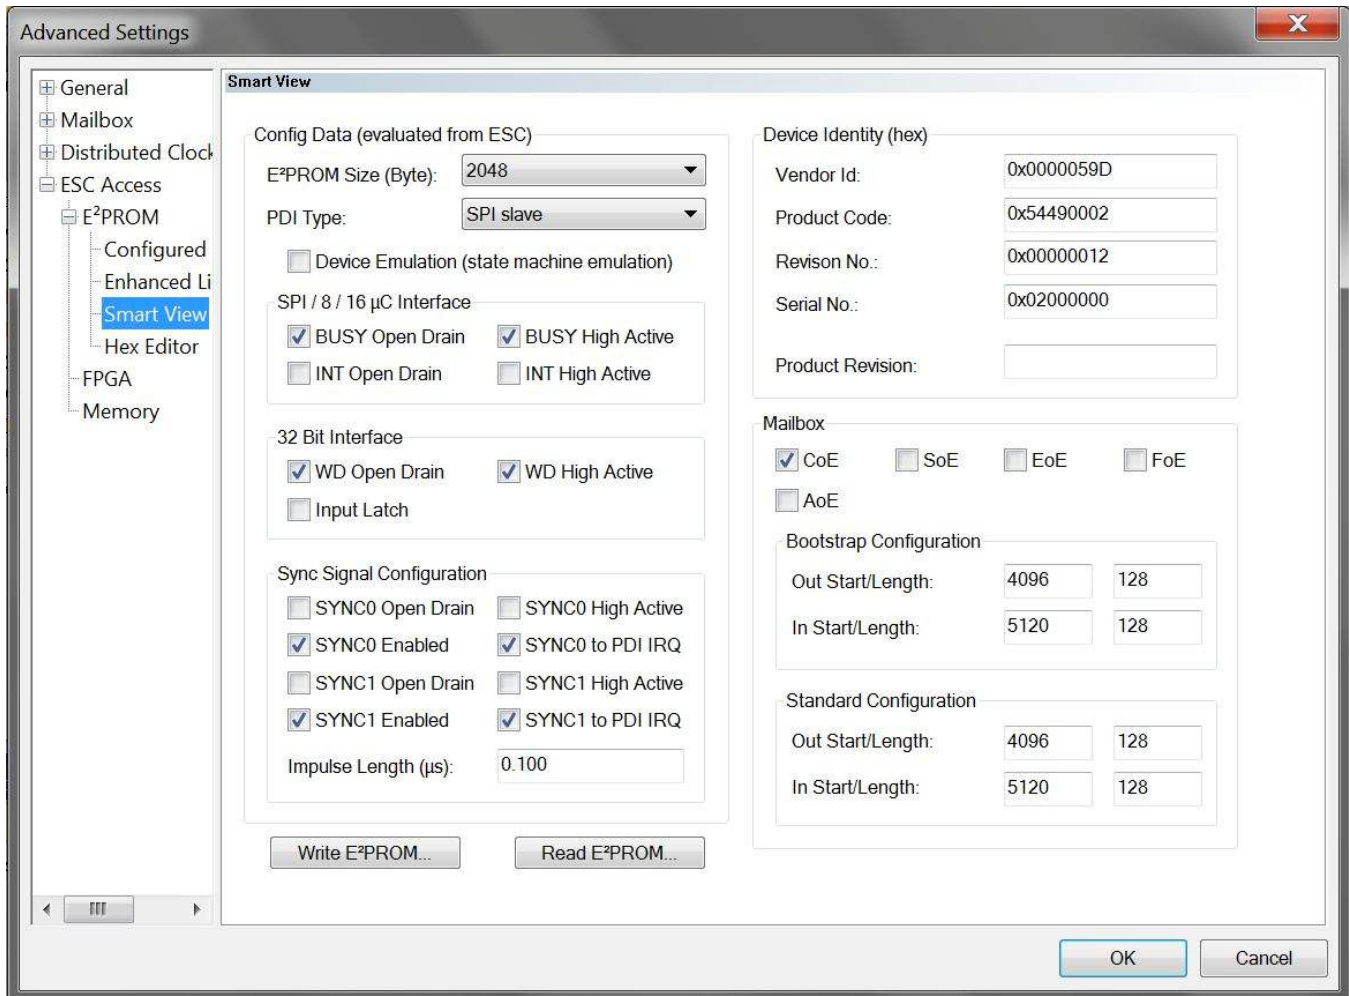 Advanced Settings
X
General
Mailbox
Distributed Clock
ESC Access
E²PROM
Configured
Enhanced Li
Smart View
Hex Editor
FPGA
Memory
Smart View
Config Data (evaluated from ESC)
E²PROM Size (Byte): 2048
PDI Type: SPI slave
Device Emulation (state machine emulation)
SPI / 8 / 16 µC Interface
BUSY Open Drain BUSY High Active
INT Open Drain INT High Active
32 Bit Interface
WD Open Drain WD High Active
Input Latch
Sync Signal Configuration
SYNC0 Open Drain SYNC0 High Active
SYNC0 Enabled SYNC0 to PDI IRQ
SYNC1 Open Drain SYNC1 High Active
SYNC1 Enabled SYNC1 to PDI IRQ
Impulse Length (µs): 0.100
Write E²PROM... Read E²PROM...
Device Identity (hex)
Vendor Id: 0x0000059D
Product Code: 0x54490002
Revison No.: 0x00000012
Serial No.: 0x02000000
Product Revision:
Mailbox
CoE SoE EoE FoE
AoE
Bootstrap Configuration
Out Start/Length: 4096 128
In Start/Length: 5120 128
Standard Configuration
Out Start/Length: 4096 128
In Start/Length: 5120 128
OK Cancel